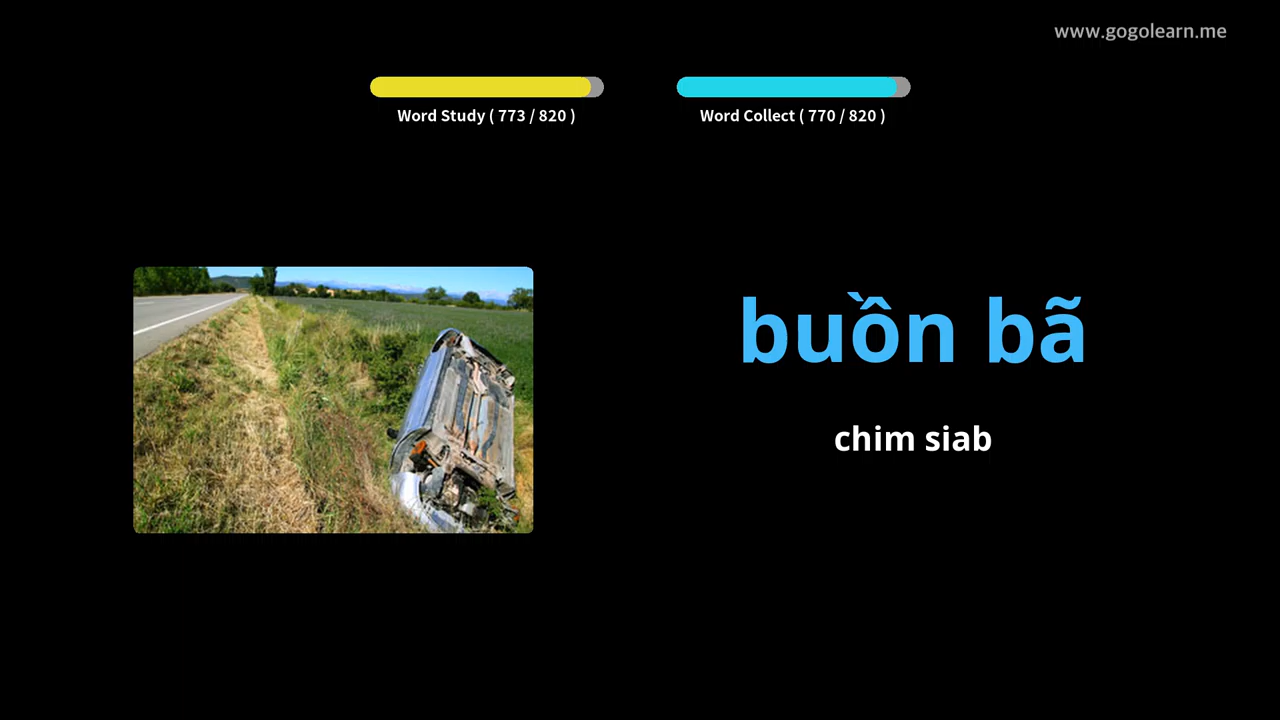 www.gogolearn.me
Word Study ( 773 / 820 )
Word Collect ( 770 / 820 )
buồn bã
chim siab